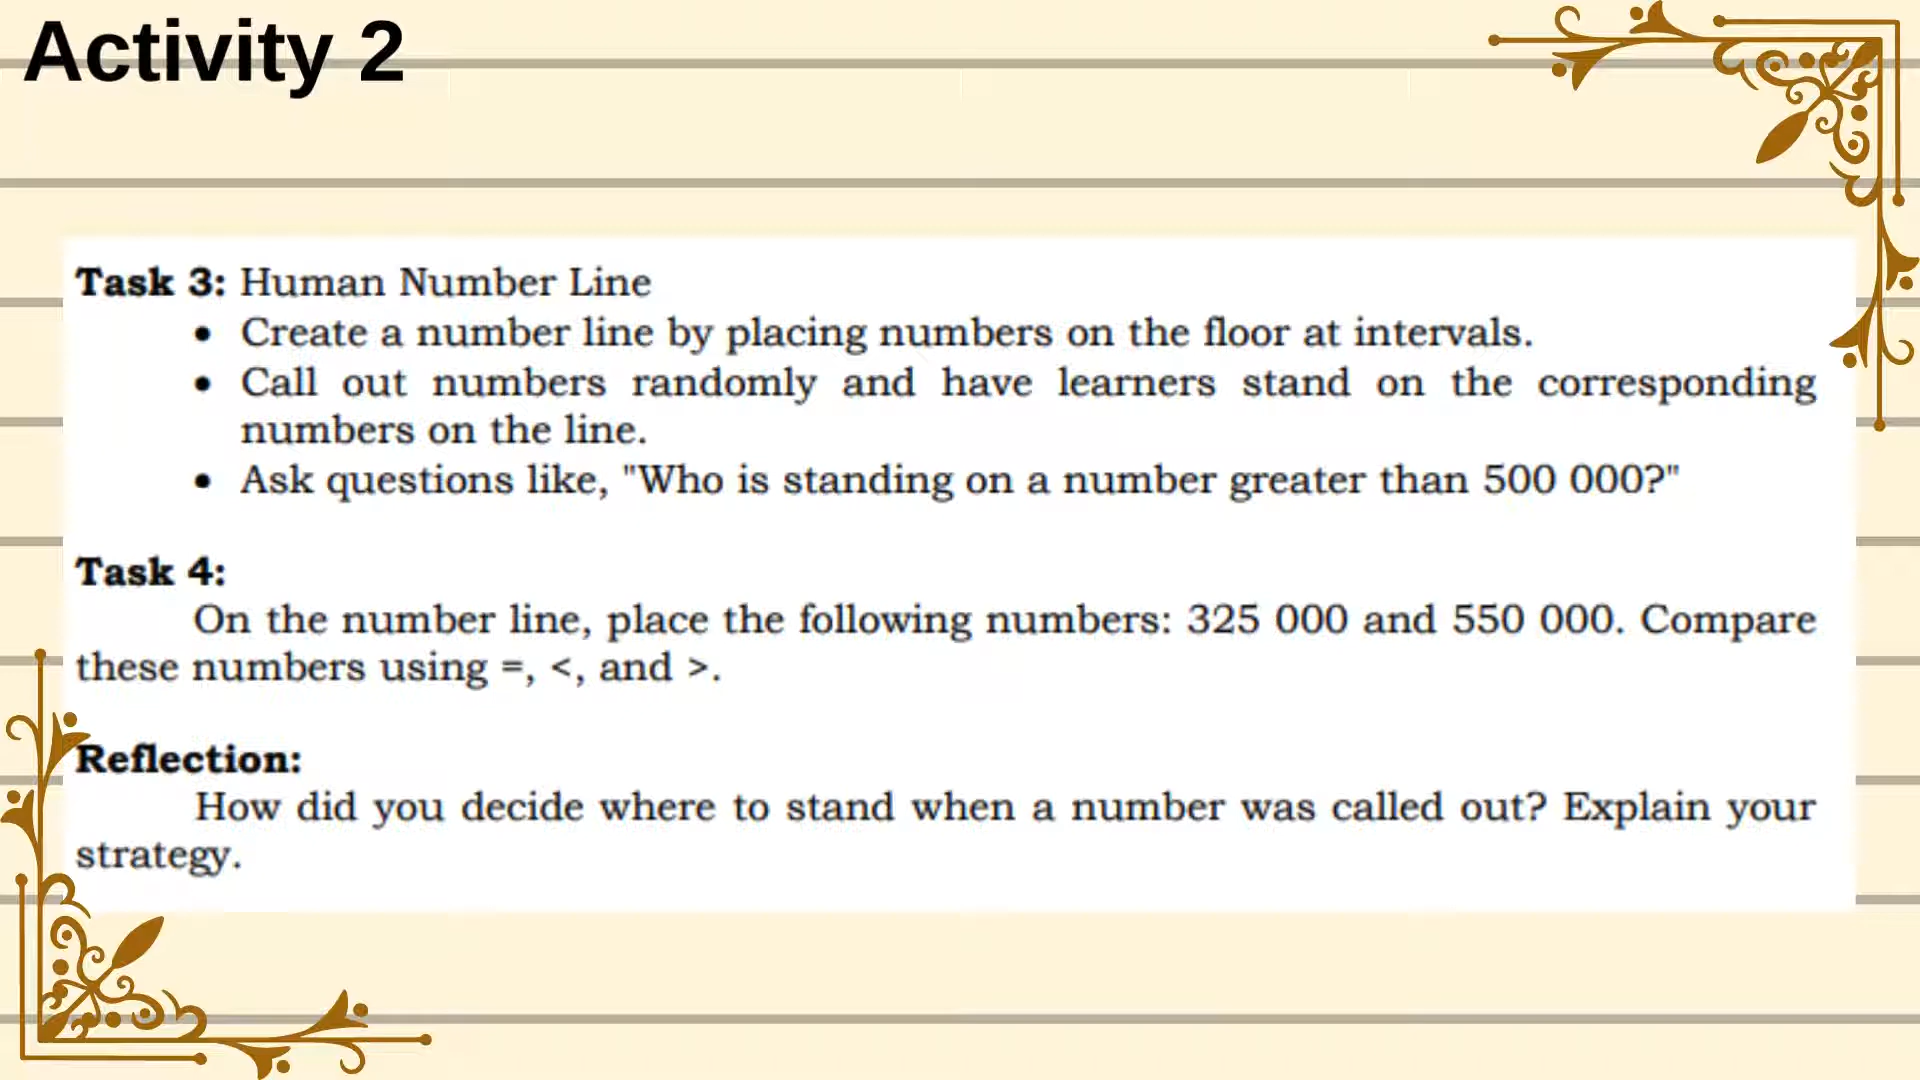 Activity 2
Task 3: Human Number Line
• Create a number line by placing numbers on the floor at intervals.
• Call out numbers randomly and have learners stand on the corresponding
numbers on the line.
• Ask questions like, "Who is standing on a number greater than 500 000?"
Task 4:
On the number line, place the following numbers: 325 000 and 550 000. Compare
these numbers using =, <, and >.
Reflection:
How did you decide where to stand when a number was called out? Explain your
strategy.